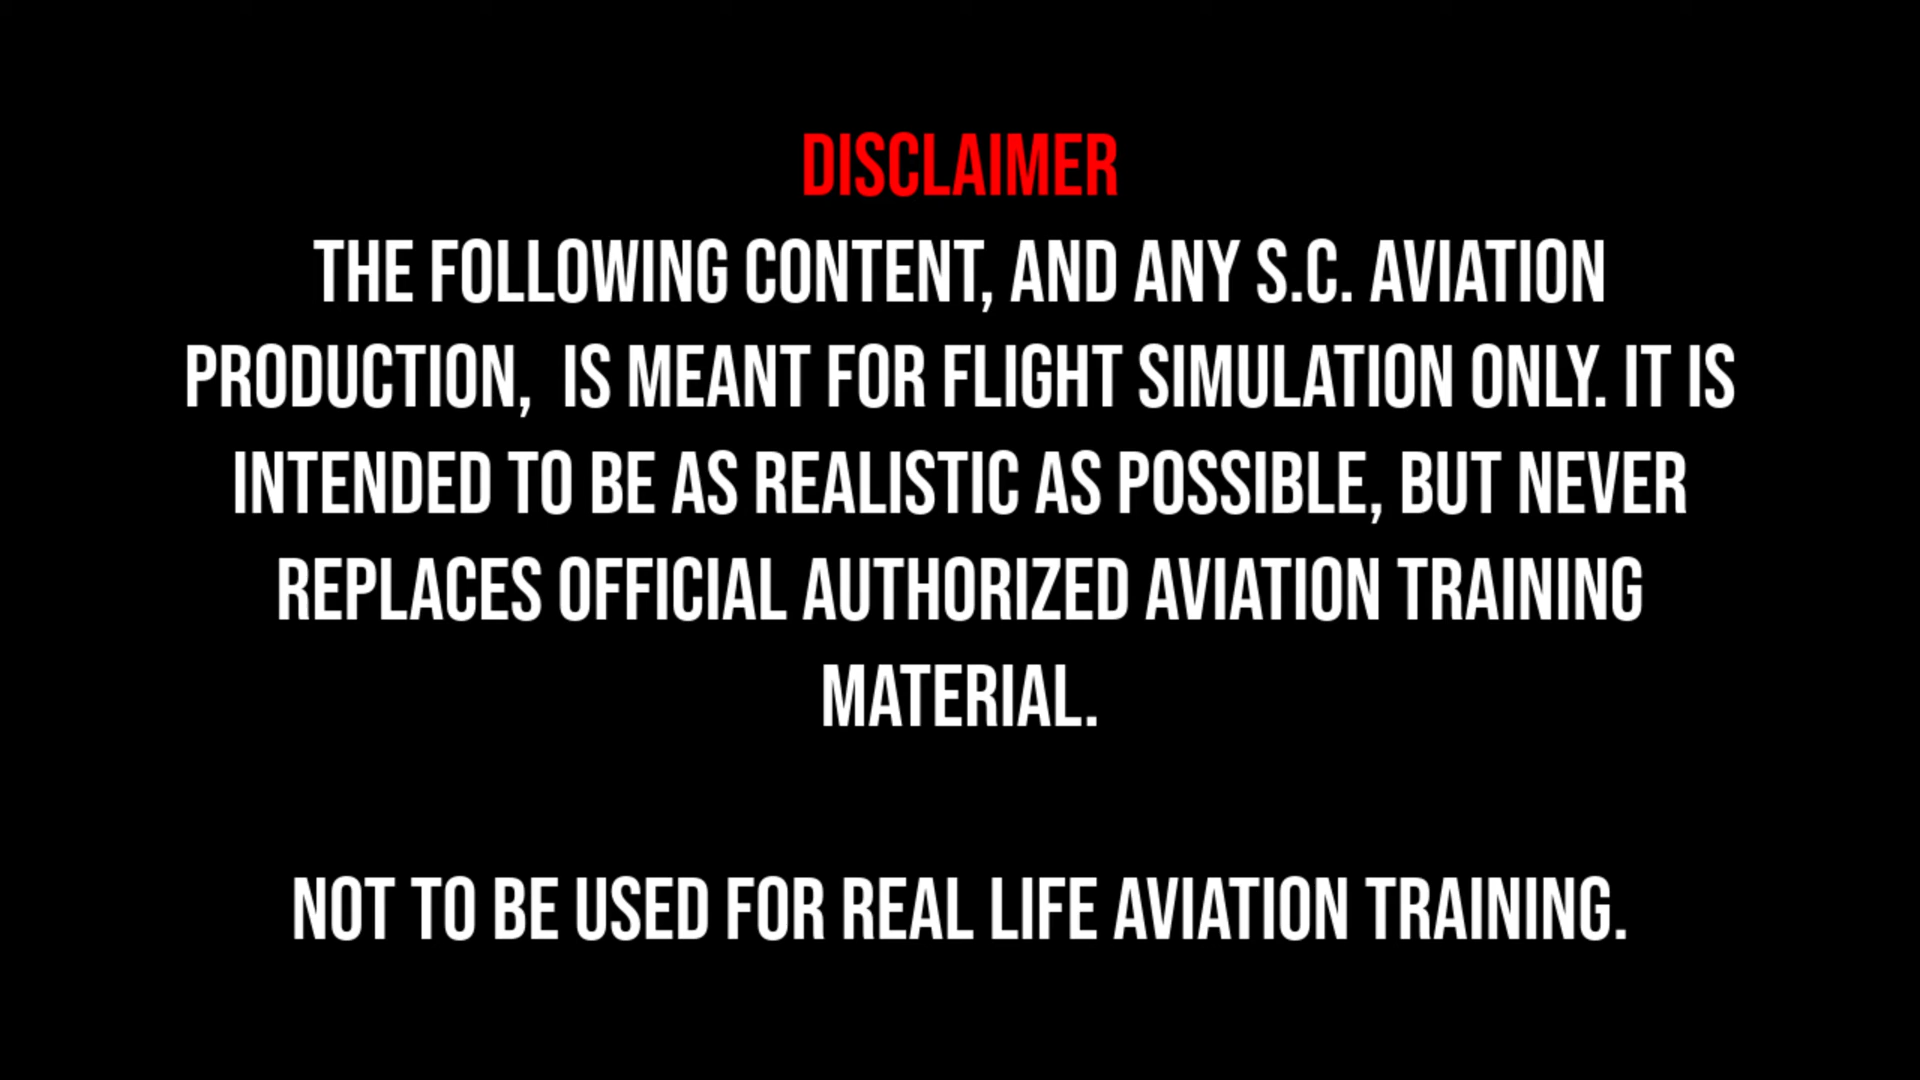 DISCLAIMER
THE FOLLOWING CONTENT, AND ANY S.C. AVIATION
PRODUCTION,  IS MEANT FOR FLIGHT SIMULATION ONLY. IT IS
INTENDED TO BE AS REALISTIC AS POSSIBLE, BUT NEVER
REPLACES OFFICIAL AUTHORIZED AVIATION TRAINING
MATERIAL.
NOT TO BE USED FOR REAL LIFE AVIATION TRAINING.